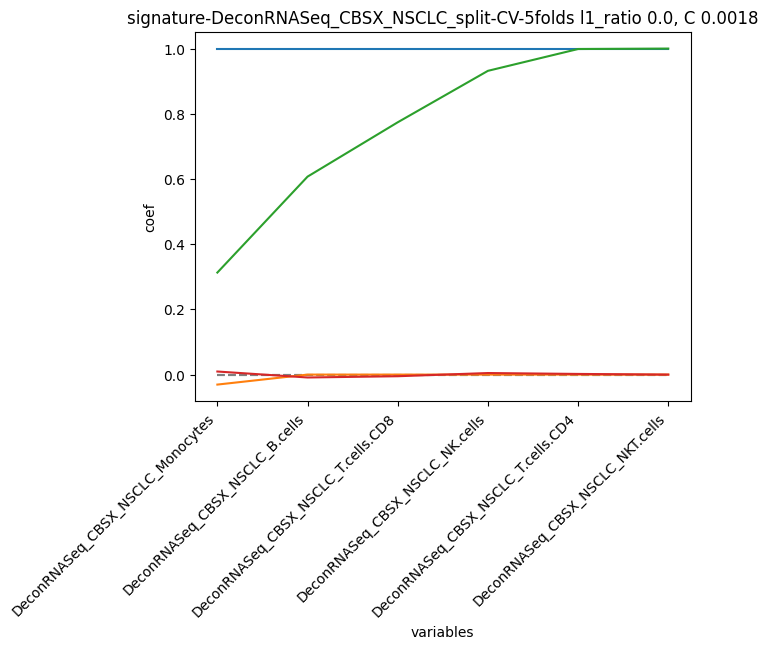 signature-DeconRNASeq_CBSX_NSCLC_split-CV-5folds l1_ratio 0.0, C 0.0018
1.0
0.8
0.6
0.4
0.2
0.0
coef
DeconRNASeq_CBSX_NSCLC_Monocytes
DeconRNASeq_CBSX_NSCLC_B.cells
DeconRNASeq_CBSX_NSCLC_T.cells.CD8
DeconRNASeq_CBSX_NSCLC_NK.cells
DeconRNASeq_CBSX_NSCLC_T.cells.CD4
DeconRNASeq_CBSX_NSCLC_NKT.cells
variables